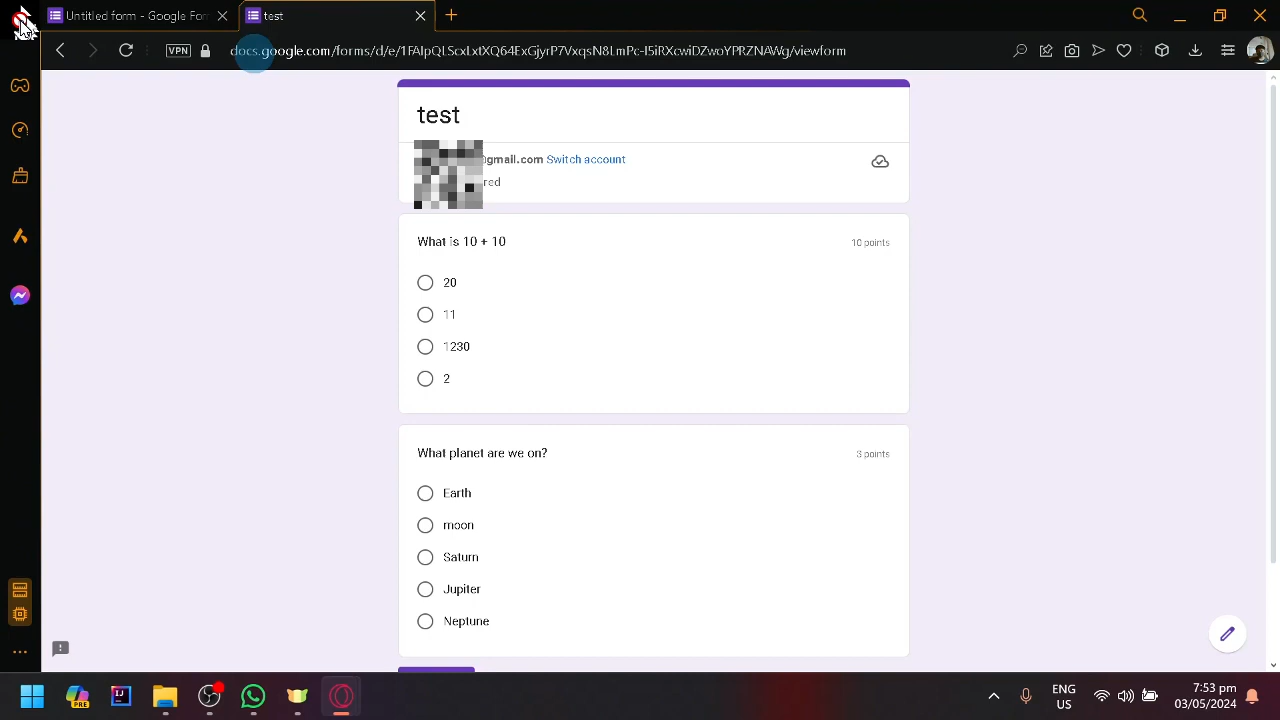 Untitled form - Google For
test
VPN
docs.google.com/forms/d/e/1FAIpQLScxLxtXQ64ExGjyrP7VxqsN8LmPc-I5iRXcwiDZwoYPRZNAWg/viewform
test
@gmail.com Switch account
red
What is 10 + 10
10 points
20
11
1230
2
What planet are we on?
3 points
Earth
moon
Saturn
Jupiter
Neptune
PRE
ENG
US
7:53 pm
03/05/2024